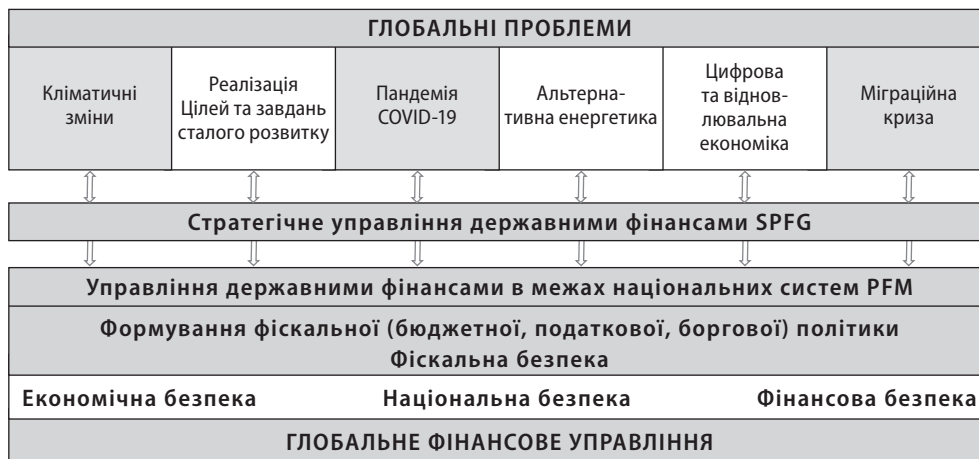 ГЛОБАЛЬНІ ПРОБЛЕМИ
Кліматичні
зміни
Реалізація
Цілей та завдань
сталого розвитку
Пандемія
COVID-19
Альтерна-
тивна енергетика
Цифрова
та віднов-
лювальна
економіка
Міграційна
криза
Стратегічне управління державними фінансами SPFG
Управління державними фінансами в межах національних систем PFM
Формування фіскальної (бюджетної, податкової, боргової) політики
Фіскальна безпека
Економічна безпека Національна безпека Фінансова безпека
ГЛОБАЛЬНЕ ФІНАНСОВЕ УПРАВЛІННЯ